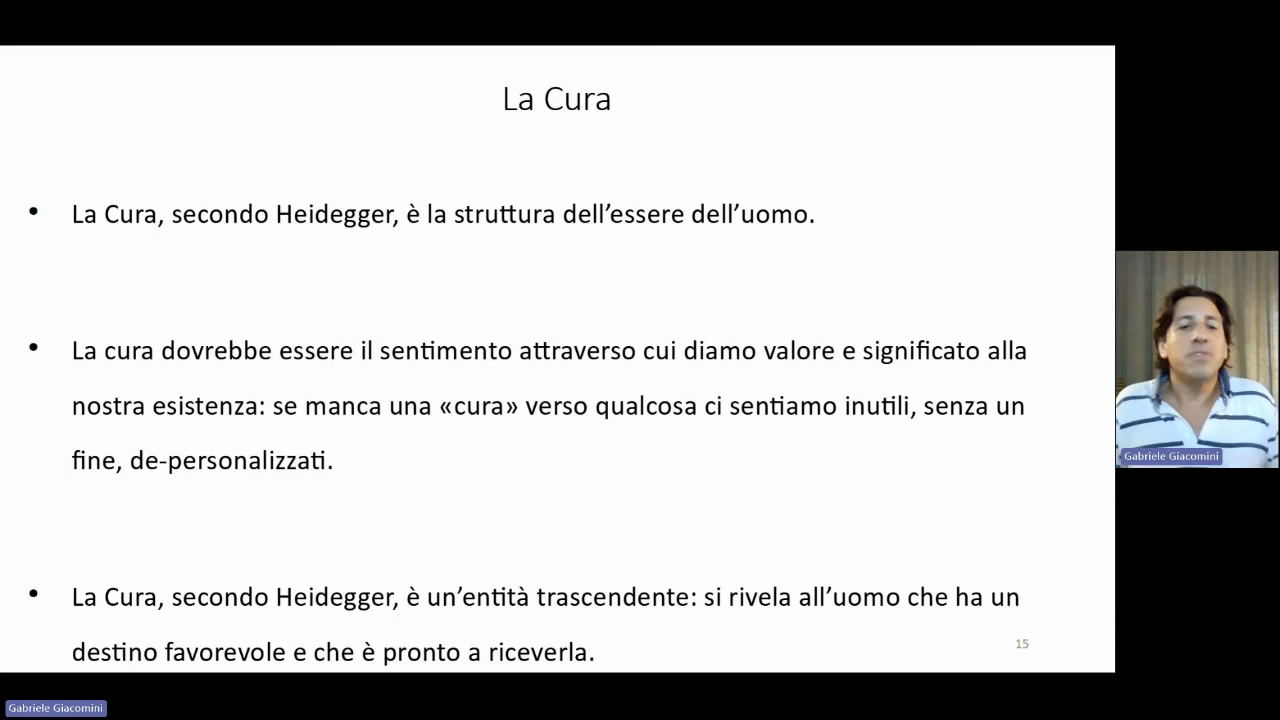 La Cura
• La Cura, secondo Heidegger, è la struttura dell’essere dell’uomo.
• La cura dovrebbe essere il sentimento attraverso cui diamo valore e significato alla
nostra esistenza: se manca una «cura» verso qualcosa ci sentiamo inutili, senza un
fine, de-personalizzati.
• La Cura, secondo Heidegger, è un’entità trascendente: si rivela all’uomo che ha un
destino favorevole e che è pronto a riceverla.
15
Gabriele Giacomini
Gabriele Giacomini